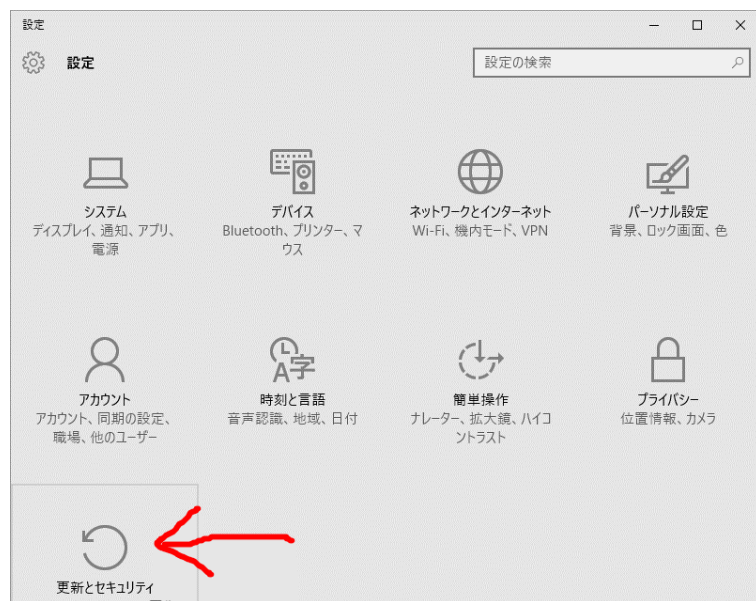 設定
設定
設定の検索
システム
ディスプレイ、通知、アプリ、
電源
デバイス
Bluetooth、プリンター、マ
ウス
ネットワークとインターネット
Wi-Fi、機内モード、VPN
パーソナル設定
背景、ロック画面、色
アカウント
アカウント、同期の設定、
職場、他のユーザー
時刻と言語
音声認識、地域、日付
簡単操作
ナレーター、拡大鏡、ハイコ
ントラスト
プライバシー
位置情報、カメラ
更新とセキュリティ